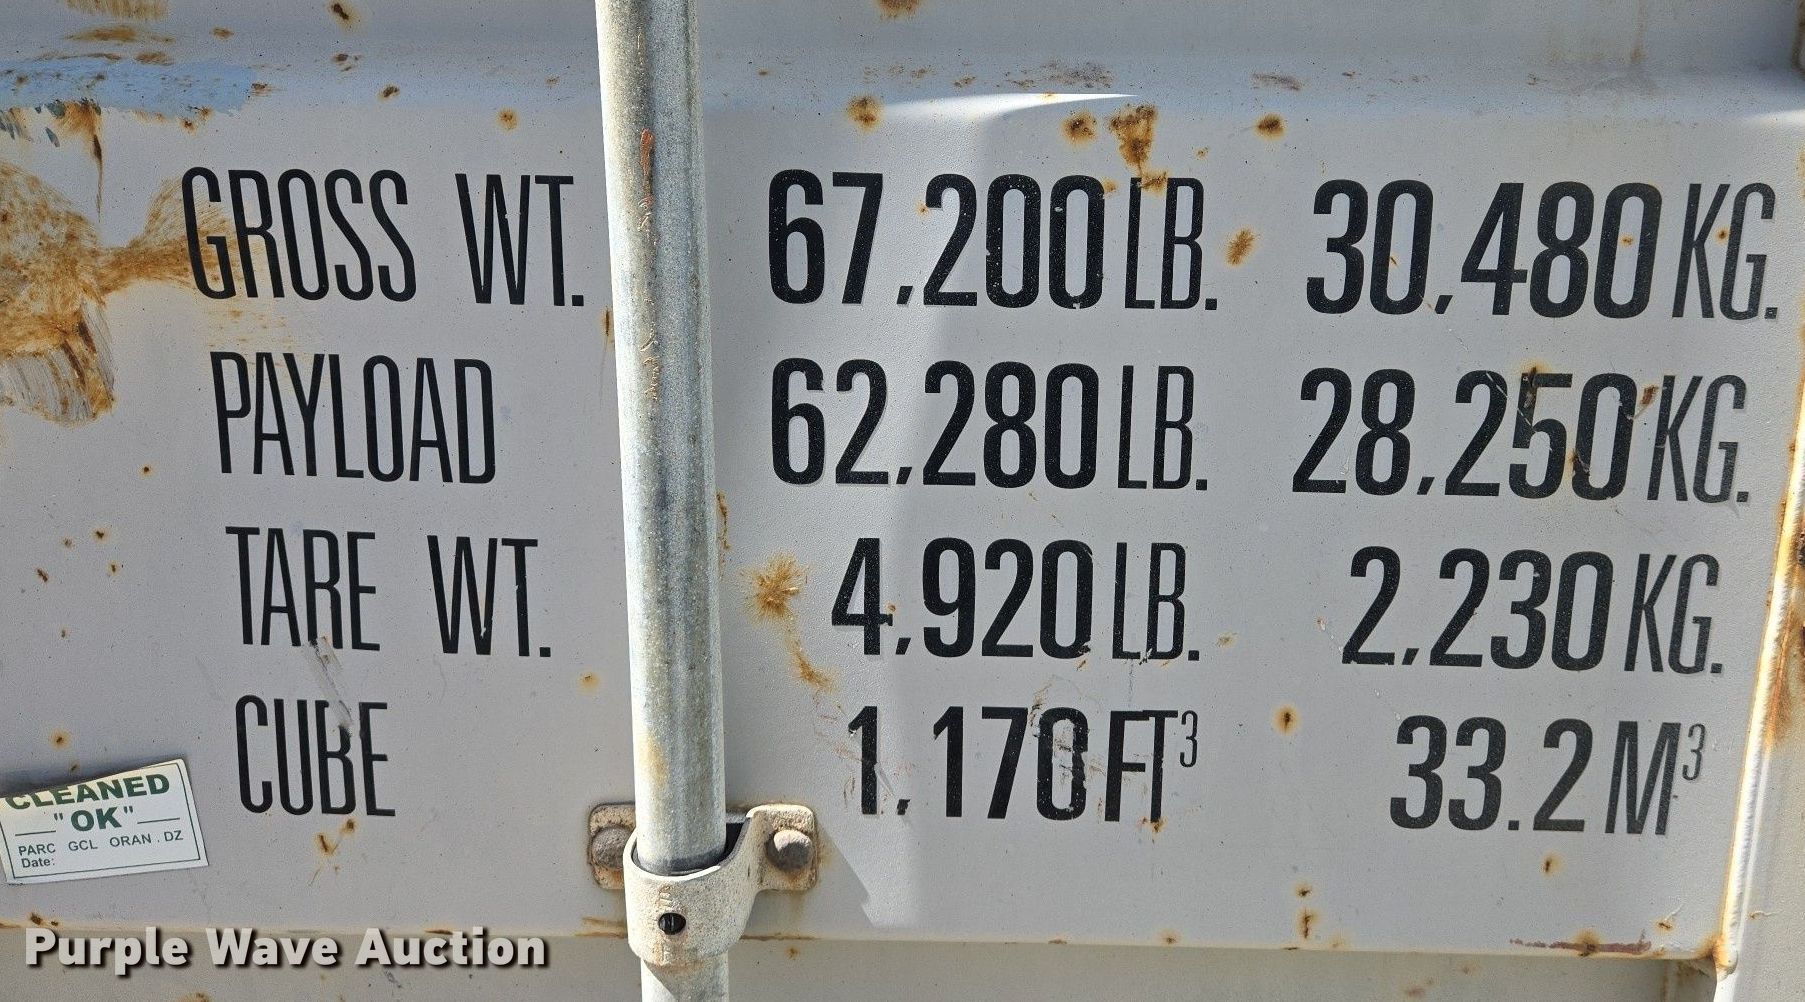 GROSS WT. 67,200 LB. 30,480 KG.
PAYLOAD 62,280 LB. 28,250 KG.
TARE WT. 4,920 LB. 2,230 KG.
CUBE 1,170 FT³ 33.2 M³
CLEANED
"OK"
PARC GCL ORAN . DZ
Date:
Purple Wave Auction